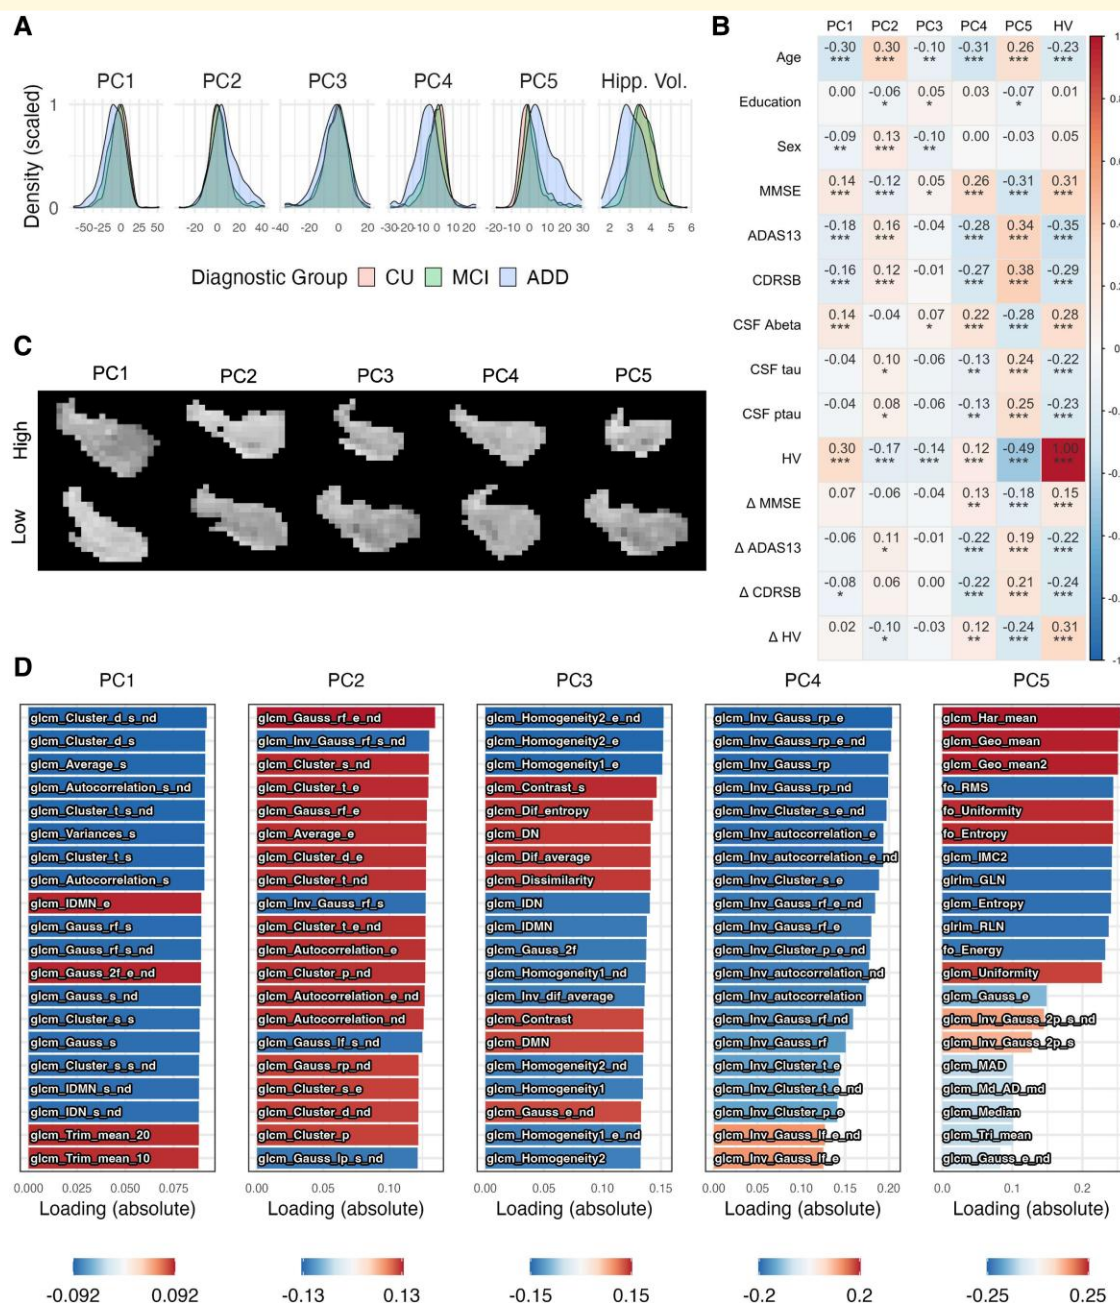 A
PC1 PC2 PC3 PC4 PC5 Hipp. Vol.
Density (scaled)
1
0
-50 -25 0 25 50
-20 0 20 40
-40 -20 0 20
-30 -20 -10 0 10 20
-20 -10 0 10 20 30
2 3 4 5 6
Diagnostic Group CU MCI ADD
B
PC1 PC2 PC3 PC4 PC5 HV
Age -0.30 *** 0.30 *** -0.10 ** -0.31 *** 0.26 *** -0.23 ***
Education 0.00 -0.06 * 0.05 * 0.03 -0.07 * 0.01
Sex -0.09 ** 0.13 *** -0.10 ** 0.00 -0.03 0.05
MMSE 0.14 *** -0.12 *** 0.05 * 0.26 *** -0.31 *** 0.31 ***
ADAS13 -0.18 *** 0.16 *** -0.04 -0.28 *** 0.34 *** -0.35 ***
CDRSB -0.16 *** 0.12 *** -0.01 -0.27 *** 0.38 *** -0.29 ***
CSF Abeta 0.14 *** -0.04 0.07 * 0.22 *** -0.28 *** 0.28 ***
CSF tau -0.04 0.10 * -0.06 -0.13 ** 0.24 *** -0.22 ***
CSF ptau -0.04 0.08 * -0.06 -0.13 ** 0.25 *** -0.23 ***
HV 0.30 *** -0.17 *** -0.14 *** 0.12 *** -0.49 *** 1.00 ***
Δ MMSE 0.07 -0.06 -0.04 0.13 ** -0.18 *** 0.15 ***
Δ ADAS13 -0.06 0.11 * -0.01 -0.22 *** 0.19 *** -0.22 ***
Δ CDRSB -0.08 * 0.06 0.00 -0.22 *** 0.21 *** -0.24 ***
Δ HV 0.02 -0.10 * -0.03 0.12 ** -0.24 *** 0.31 ***
C
PC1 PC2 PC3 PC4 PC5
High
Low
D
PC1
glcm_Cluster_d_s_nd
glcm_Cluster_d_s
glcm_Average_s
glcm_Autocorrelation_s_nd
glcm_Cluster_t_s_nd
glcm_Variances_s
glcm_Cluster_t_s
glcm_Autocorrelation_s
glcm_IDMN_e
glcm_Gauss_rf_s
glcm_Gauss_rf_s_nd
glcm_Gauss_2f_e_nd
glcm_Gauss_s_nd
glcm_Cluster_s_s
glcm_Gauss_s
glcm_Cluster_s_s_nd
glcm_IDMN_s_nd
glcm_IDN_s_nd
glcm_Trim_mean_20
glcm_Trim_mean_10
0.000 0.025 0.050 0.075
Loading (absolute)
-0.092 0.092
PC2
glcm_Gauss_rf_e_nd
glcm_Inv_Gauss_rf_s_nd
glcm_Cluster_s_nd
glcm_Cluster_t_e
glcm_Gauss_rf_e
glcm_Average_e
glcm_Cluster_d_e
glcm_Cluster_t_nd
glcm_Inv_Gauss_rf_s
glcm_Cluster_t_e_nd
glcm_Autocorrelation_e
glcm_Cluster_p_nd
glcm_Autocorrelation_e_nd
glcm_Autocorrelation_nd
glcm_Gauss_lf_s_nd
glcm_Gauss_rp_nd
glcm_Cluster_s_e
glcm_Cluster_d_nd
glcm_Cluster_p
glcm_Gauss_lp_s_nd
0.00 0.05 0.10
Loading (absolute)
-0.13 0.13
PC3
glcm_Homogeneity2_e_nd
glcm_Homogeneity2_e
glcm_Homogeneity1_e
glcm_Contrast_s
glcm_Dif_entropy
glcm_DN
glcm_Dif_average
glcm_Dissimilarity
glcm_IDN
glcm_IDMN
glcm_Gauss_2f
glcm_Homogeneity1_nd
glcm_Inv_dif_average
glcm_Contrast
glcm_DMN
glcm_Homogeneity2_nd
glcm_Homogeneity1
glcm_Gauss_e_nd
glcm_Homogeneity1_e_nd
glcm_Homogeneity2
0.00 0.05 0.10 0.15
Loading (absolute)
-0.15 0.15
PC4
glcm_Inv_Gauss_rp_e
glcm_Inv_Gauss_rp_e_nd
glcm_Inv_Gauss_rp
glcm_Inv_Gauss_rp_nd
glcm_Inv_Cluster_s_e_nd
glcm_Inv_autocorrelation_e
glcm_Inv_autocorrelation_e_nd
glcm_Inv_Cluster_s_e
glcm_Inv_Gauss_rf_e_nd
glcm_Inv_Gauss_rf_e
glcm_Inv_Cluster_p_e_nd
glcm_Inv_autocorrelation_nd
glcm_Inv_autocorrelation
glcm_Inv_Gauss_rf_nd
glcm_Inv_Gauss_rf
glcm_Inv_Cluster_t_e
glcm_Inv_Cluster_t_e_nd
glcm_Inv_Cluster_p_e
glcm_Inv_Gauss_lf_e_nd
glcm_Inv_Gauss_lf_e
0.00 0.05 0.10 0.15 0.20
Loading (absolute)
-0.2 0.2
PC5
glcm_Har_mean
glcm_Geo_mean
glcm_Geo_mean2
fo_RMS
fo_Uniformity
fo_Entropy
glcm_IMC2
glrlm_GLN
glcm_Entropy
glrlm_RLN
fo_Energy
glcm_Uniformity
glcm_Gauss_e
glcm_Inv_Gauss_2p_s_nd
glcm_Inv_Gauss_2p_s
glcm_MAD
glcm_Md_AD_md
glcm_Median
glcm_Tri_mean
glcm_Gauss_e_nd
0.0 0.1 0.2
Loading (absolute)
-0.25 0.25